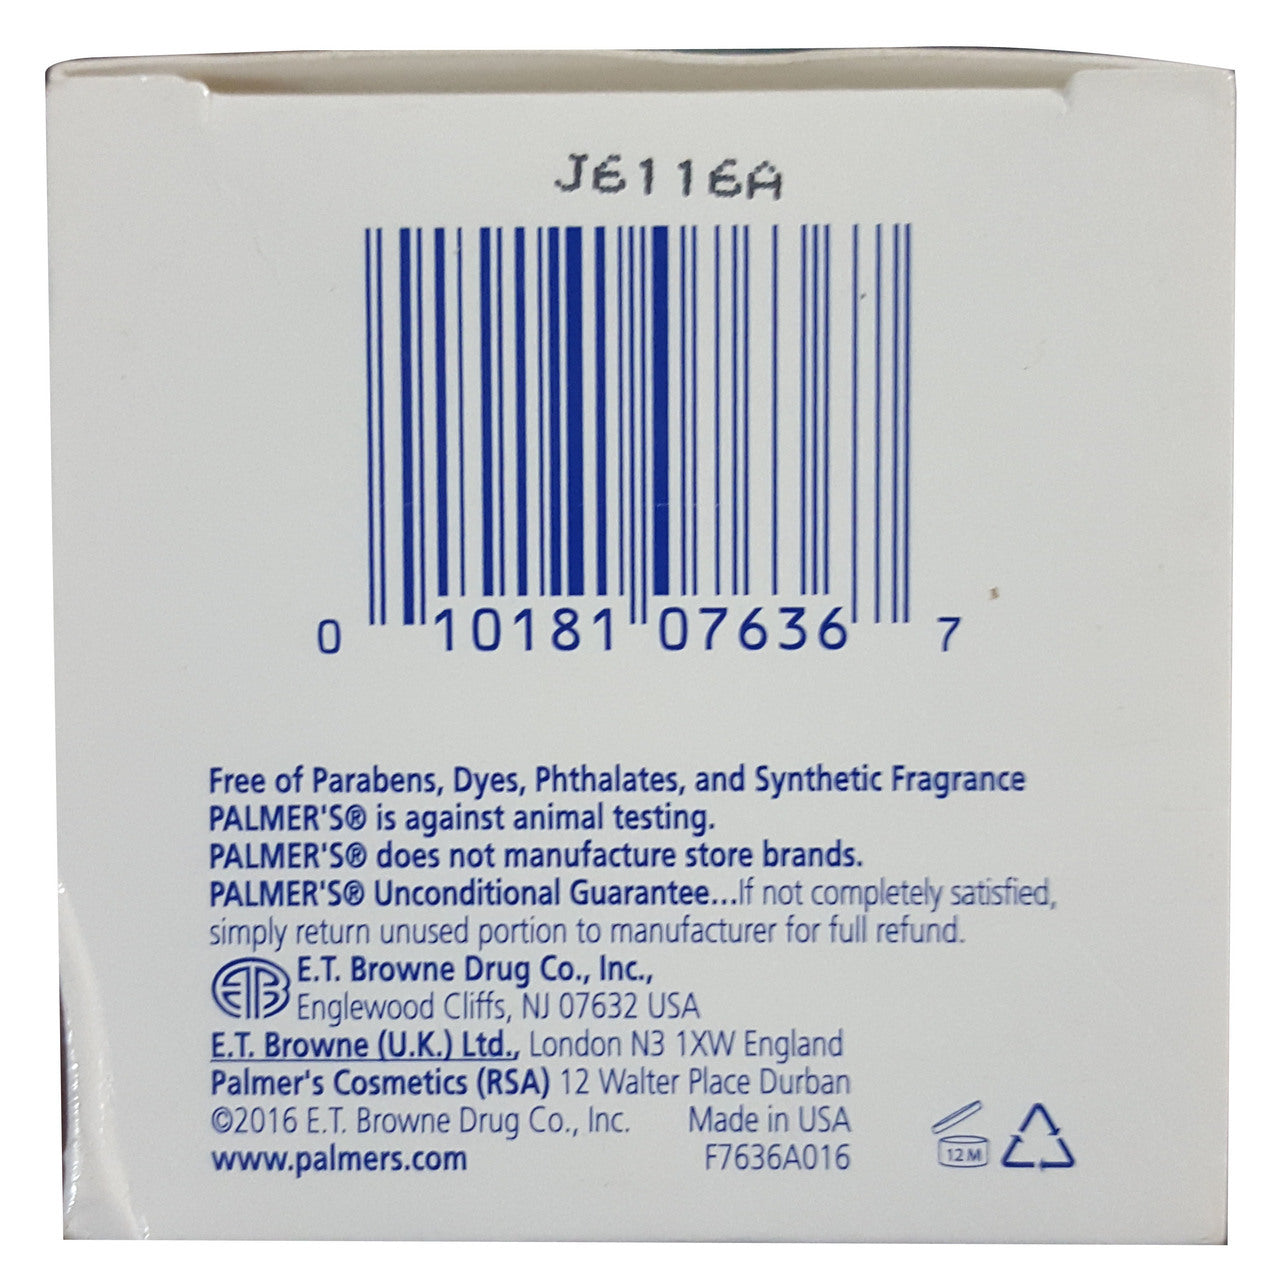 J6116A
0 10181 07636 7
Free of Parabens, Dyes, Phthalates, and Synthetic Fragrance
PALMER'S® is against animal testing.
PALMER'S® does not manufacture store brands.
PALMER'S® Unconditional Guarantee...If not completely satisfied,
simply return unused portion to manufacturer for full refund.
ETB E.T. Browne Drug Co., Inc.,
Englewood Cliffs, NJ 07632 USA
E.T. Browne (U.K.) Ltd., London N3 1XW England
Palmer's Cosmetics (RSA) 12 Walter Place Durban
©2016 E.T. Browne Drug Co., Inc. Made in USA
www.palmers.com F7636A016
12 M